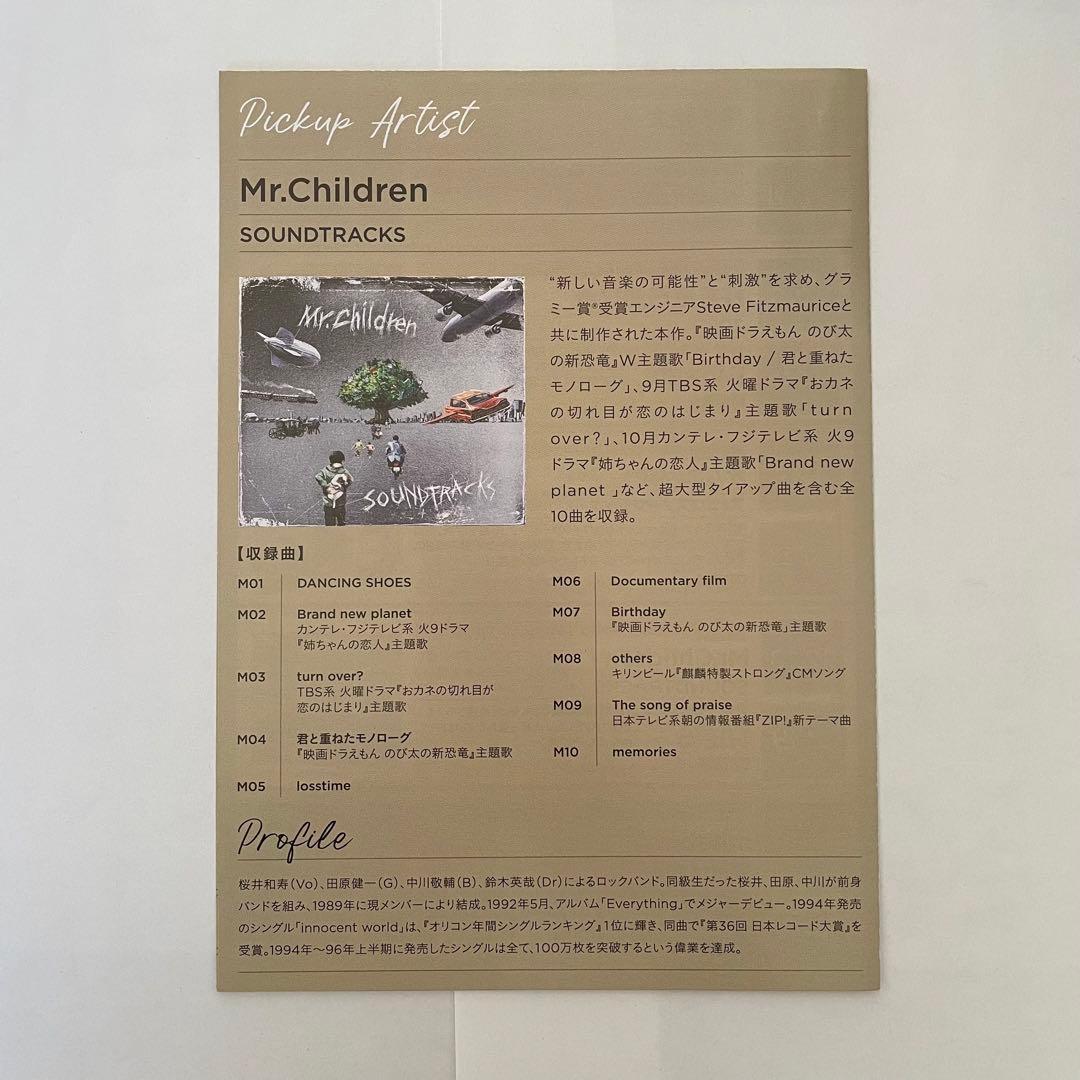 Pickup Artist
Mr.Children
SOUNDTRACKS
Mr.Children
SOUNDTRACKS
“新しい音楽の可能性”と“刺激”を求め、グラ
ミー賞®受賞エンジニアSteve Fitzmauriceと
共に制作された本作。『映画ドラえもん のび太
の新恐竜』W主題歌「Birthday / 君と重ねた
モノローグ」、9月TBS系 火曜ドラマ『おカネ
の切れ目が恋のはじまり』主題歌「turn
over?」、10月カンテレ・フジテレビ系 火9
ドラマ『姉ちゃんの恋人』主題歌「Brand new
planet 」など、超大型タイアップ曲を含む全
10曲を収録。
【収録曲】
M01 DANCING SHOES
M02 Brand new planet
カンテレ・フジテレビ系 火9ドラマ
『姉ちゃんの恋人』主題歌
M03 turn over?
TBS系 火曜ドラマ『おカネの切れ目が
恋のはじまり』主題歌
M04 君と重ねたモノローグ
『映画ドラえもん のび太の新恐竜』主題歌
M05 losstime
M06 Documentary film
M07 Birthday
『映画ドラえもん のび太の新恐竜」主題歌
M08 others
キリンビール『麒麟特製ストロング』CMソング
M09 The song of praise
日本テレビ系朝の情報番組『ZIP!』新テーマ曲
M10 memories
Profile
桜井和寿(Vo)、田原健一(G)、中川敬輔(B)、鈴木英哉(Dr)によるロックバンド。同級生だった桜井、田原、中川が前身
バンドを組み、1989年に現メンバーにより結成。1992年5月、アルバム「Everything」でメジャーデビュー。1994年発売
のシングル「innocent world」は、『オリコン年間シングルランキング』1位に輝き、同曲で『第36回 日本レコード大賞』を
受賞。1994年～96年上半期に発売したシングルは全て、100万枚を突破するという偉業を達成。